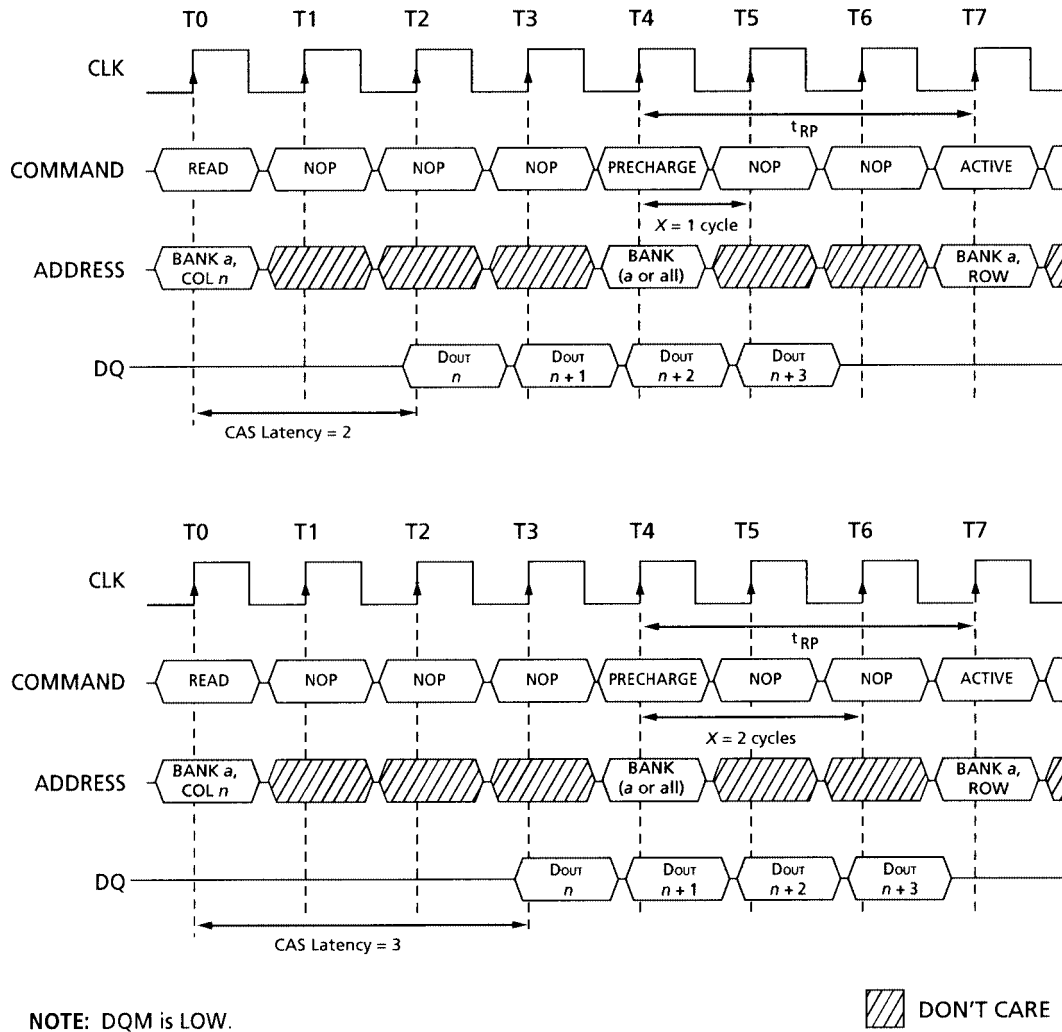 T0 T1 T2 T3 T4 T5 T6 T7
CLK
tRP
COMMAND READ NOP NOP NOP PRECHARGE NOP NOP ACTIVE
X = 1 cycle
ADDRESS BANK a, COL n BANK (a or all) BANK a, ROW
DQ DOUT n DOUT n + 1 DOUT n + 2 DOUT n + 3
CAS Latency = 2
T0 T1 T2 T3 T4 T5 T6 T7
CLK
tRP
COMMAND READ NOP NOP NOP PRECHARGE NOP NOP ACTIVE
X = 2 cycles
ADDRESS BANK a, COL n BANK (a or all) BANK a, ROW
DQ DOUT n DOUT n + 1 DOUT n + 2 DOUT n + 3
CAS Latency = 3
NOTE: DQM is LOW.
DON'T CARE